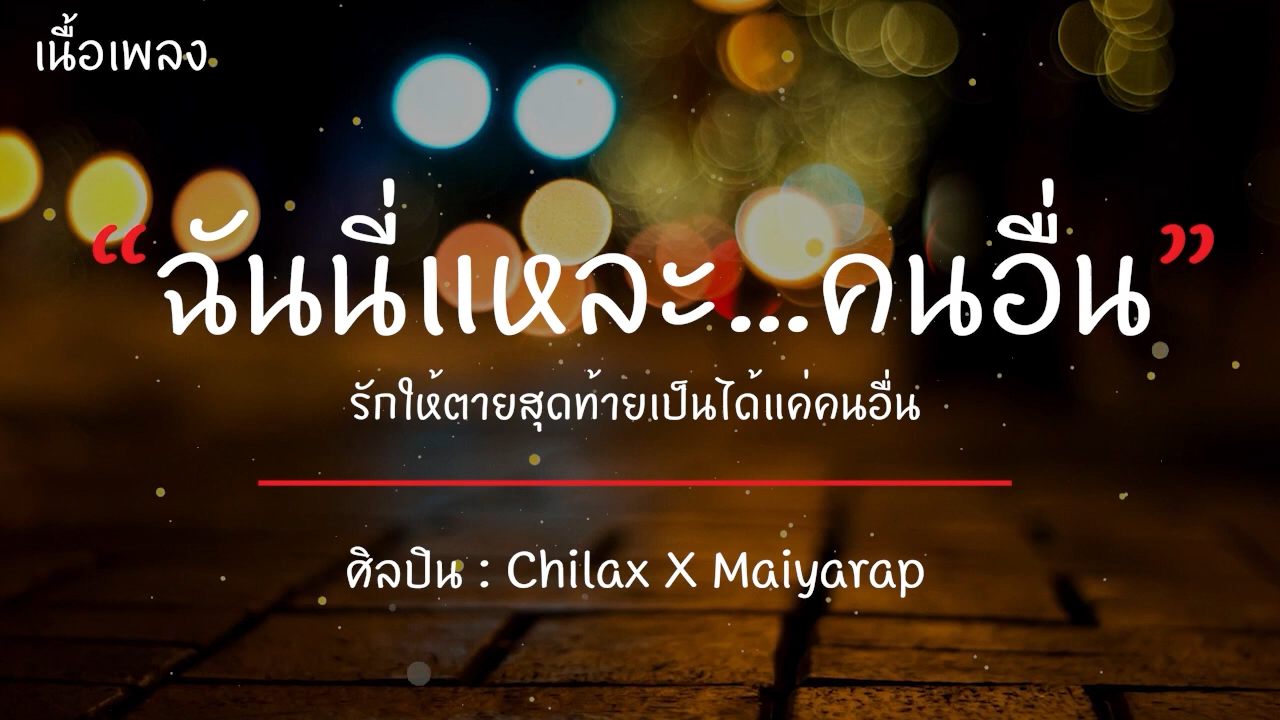 เนื้อเพลง
“ฉันนี่แหละ...คนอื่น”
รักให้ตายสุดท้ายเป็นได้แค่คนอื่น
ศิลปิน : Chilax X Maiyarap